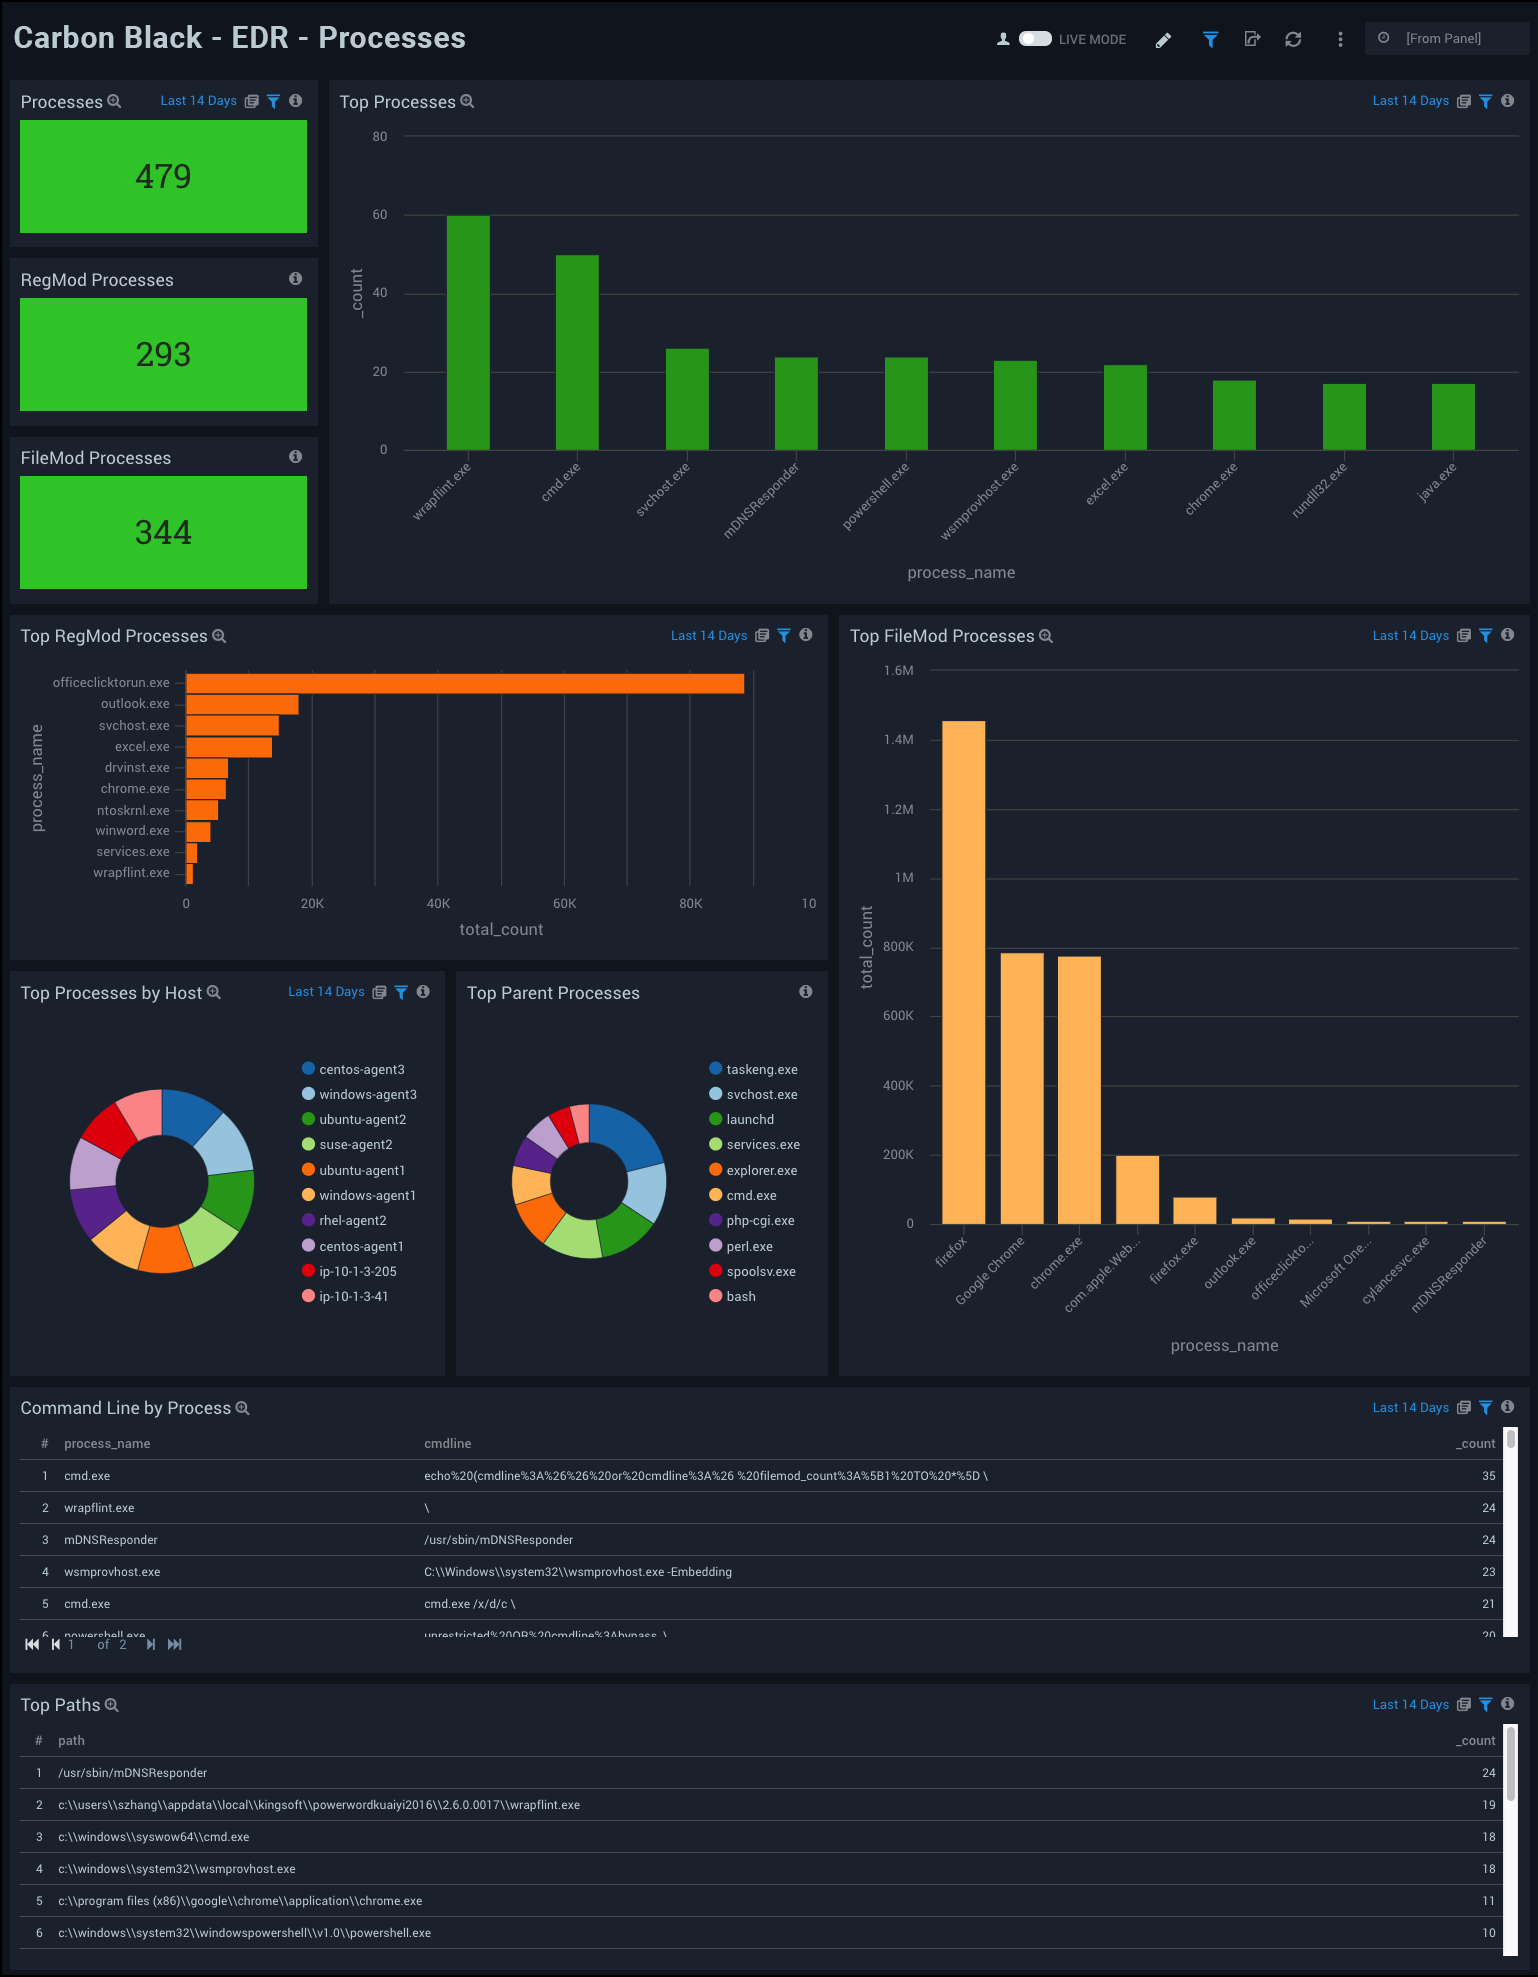 Carbon Black - EDR - Processes
LIVE MODE
[From Panel]
Processes
Last 14 Days
479
RegMod Processes
293
FileMod Processes
344
Top Processes
Last 14 Days
80
60
40
20
0
_count
wrapflint.exe
cmd.exe
svchost.exe
mDNSResponder
powershell.exe
wsmprovhost.exe
excel.exe
chrome.exe
rundll32.exe
java.exe
process_name
Top RegMod Processes
Last 14 Days
process_name
officeclicktorun.exe
outlook.exe
svchost.exe
excel.exe
drvinst.exe
chrome.exe
ntoskrnl.exe
winword.exe
services.exe
wrapflint.exe
0 20K 40K 60K 80K 10
total_count
Top FileMod Processes
Last 14 Days
1.6M
1.4M
1.2M
1M
800K
600K
400K
200K
0
total_count
firefox
Google Chrome
chrome.exe
com.apple.Web...
firefox.exe
outlook.exe
officeclickto...
Microsoft One...
cylancesvc.exe
mDNSResponder
process_name
Top Processes by Host
Last 14 Days
centos-agent3
windows-agent3
ubuntu-agent2
suse-agent2
ubuntu-agent1
windows-agent1
rhel-agent2
centos-agent1
ip-10-1-3-205
ip-10-1-3-41
Top Parent Processes
taskeng.exe
svchost.exe
launchd
services.exe
explorer.exe
cmd.exe
php-cgi.exe
perl.exe
spoolsv.exe
bash
Command Line by Process
Last 14 Days
# process_name cmdline _count
1 cmd.exe echo%20(cmdline%3A%26%26%20or%20cmdline%3A%26 %20filemod_count%3A%5B1%20TO%20*%5D \ 35
2 wrapflint.exe \ 24
3 mDNSResponder /usr/sbin/mDNSResponder 24
4 wsmprovhost.exe C:\\Windows\\system32\\wsmprovhost.exe -Embedding 23
5 cmd.exe cmd.exe /x/d/c \ 21
6 powershell.exe unrestricted%20OR%20cmdline%3Abypass \ 20
1 of 2
Top Paths
Last 14 Days
# path _count
1 /usr/sbin/mDNSResponder 24
2 c:\\users\\szhang\\appdata\\local\\kingsoft\\powerwordkuaiyi2016\\2.6.0.0017\\wrapflint.exe 19
3 c:\\windows\\syswow64\\cmd.exe 18
4 c:\\windows\\system32\\wsmprovhost.exe 18
5 c:\\program files (x86)\\google\\chrome\\application\\chrome.exe 11
6 c:\\windows\\system32\\windowspowershell\\v1.0\\powershell.exe 10